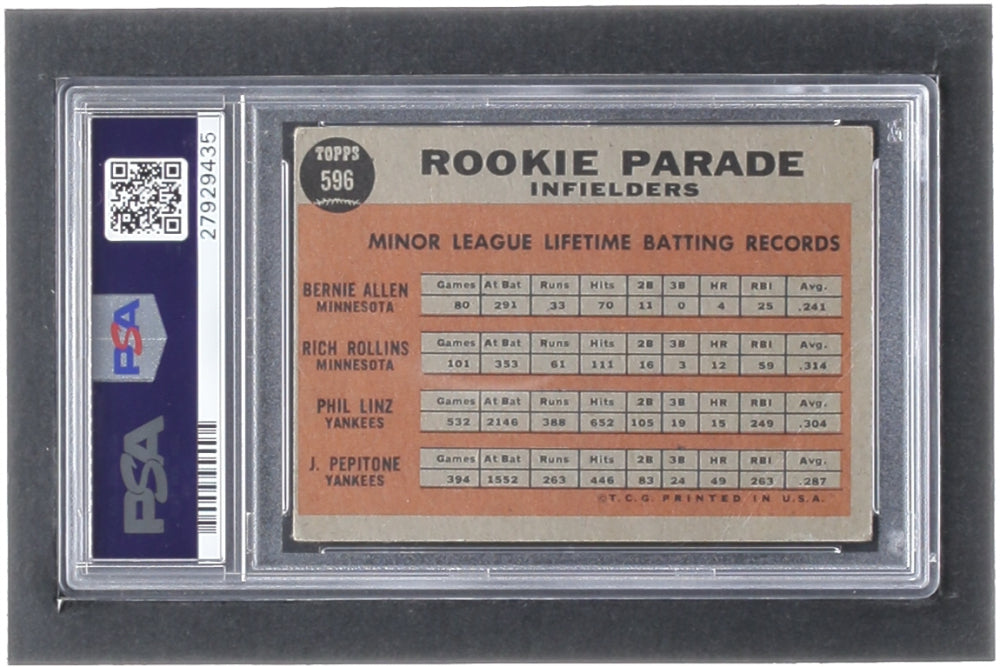 27929435
PSA
PSA
TOPPS
596
ROOKIE PARADE
INFIELDERS
MINOR LEAGUE LIFETIME BATTING RECORDS
BERNIE ALLEN
MINNESOTA
Games At Bat Runs Hits 2B 3B HR RBI Avg.
80 291 33 70 11 0 4 25 .241
RICH ROLLINS
MINNESOTA
Games At Bat Runs Hits 2B 3B HR RBI Avg.
101 353 61 111 16 3 12 59 .314
PHIL LINZ
YANKEES
Games At Bat Runs Hits 2B 3B HR RBI Avg.
532 2146 388 652 105 19 15 249 .304
J. PEPITONE
YANKEES
Games At Bat Runs Hits 2B 3B HR RBI Avg.
394 1552 263 446 83 24 49 263 .287
©T.C.G. PRINTED IN U.S.A.